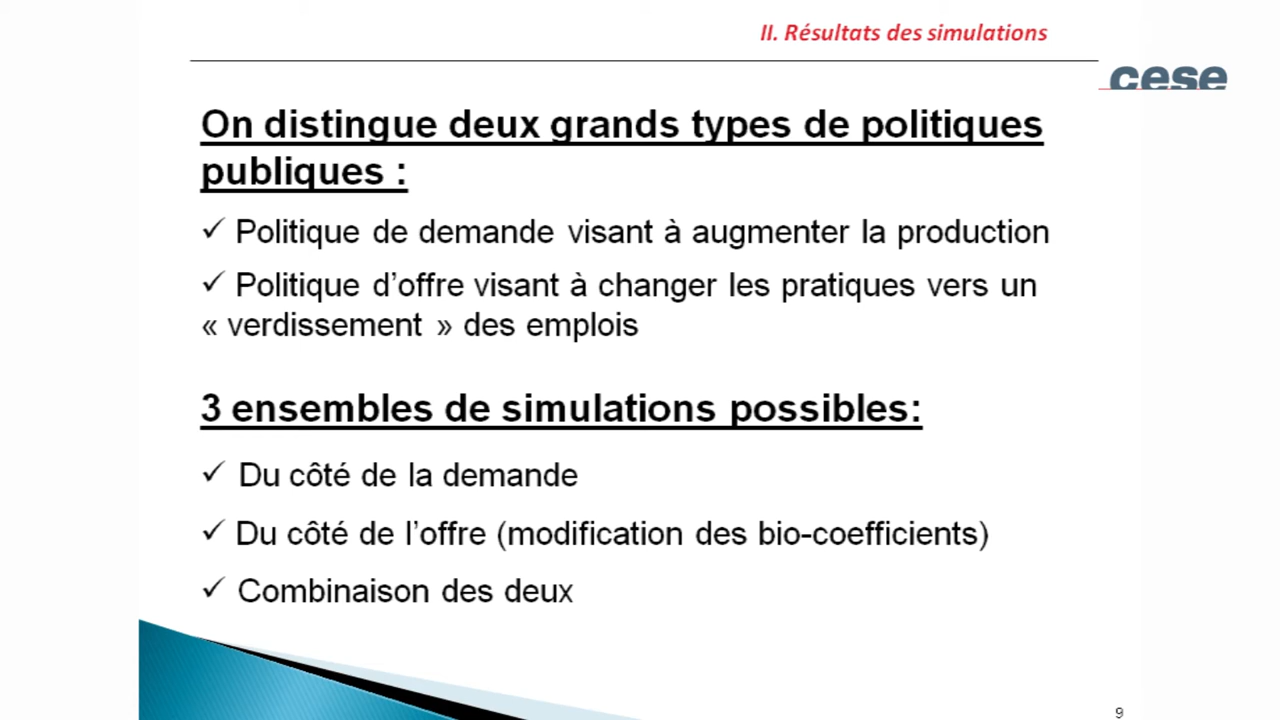 II. Résultats des simulations
cese
On distingue deux grands types de politiques
publiques :
✓ Politique de demande visant à augmenter la production
✓ Politique d’offre visant à changer les pratiques vers un
« verdissement » des emplois
3 ensembles de simulations possibles:
✓ Du côté de la demande
✓ Du côté de l’offre (modification des bio-coefficients)
✓ Combinaison des deux
9